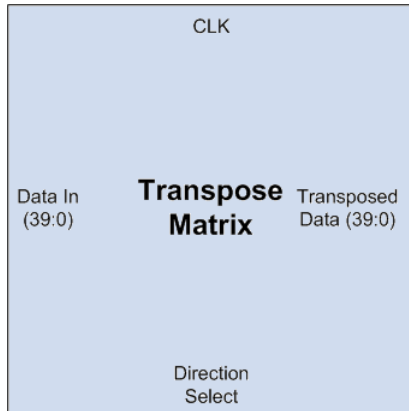 CLK
Data In
(39:0)
Transpose
Matrix
Transposed
Data (39:0)
Direction
Select